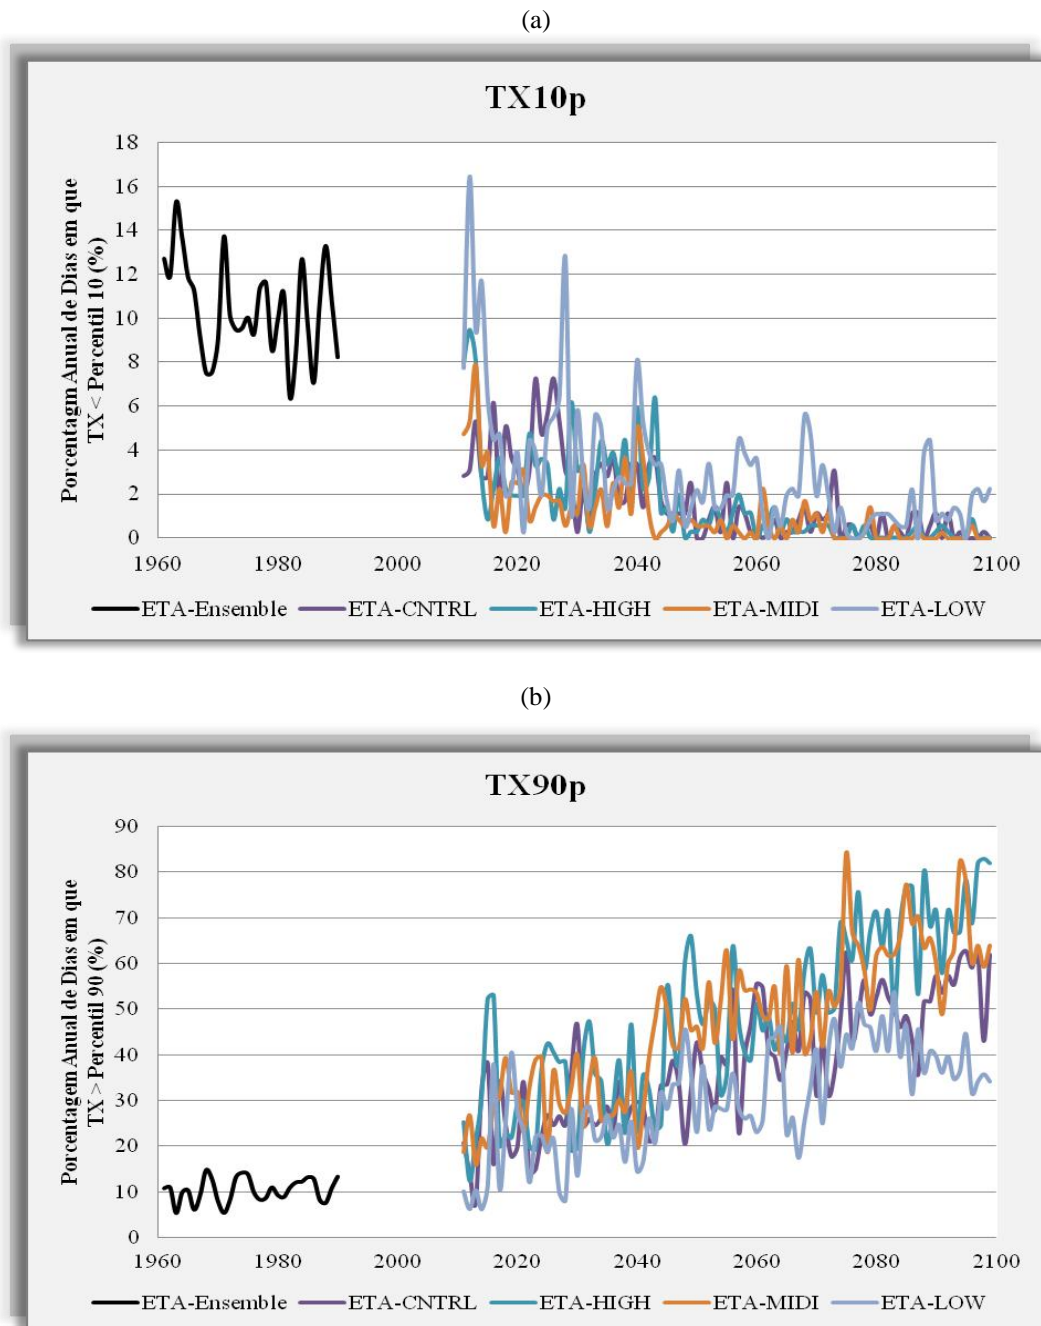 (a)
TX10p
Porcentagm Anual de Dias em que
TX < Percentil 10 (%)
18
16
14
12
10
8
6
4
2
0
1960 1980 2000 2020 2040 2060 2080 2100
ETA-Ensemble ETA-CNTRL ETA-HIGH ETA-MIDI ETA-LOW
(b)
TX90p
Porcentagem Anual de Dias em que
TX > Percentil 90 (%)
90
80
70
60
50
40
30
20
10
0
1960 1980 2000 2020 2040 2060 2080 2100
ETA-Ensemble ETA-CNTRL ETA-HIGH ETA-MIDI ETA-LOW